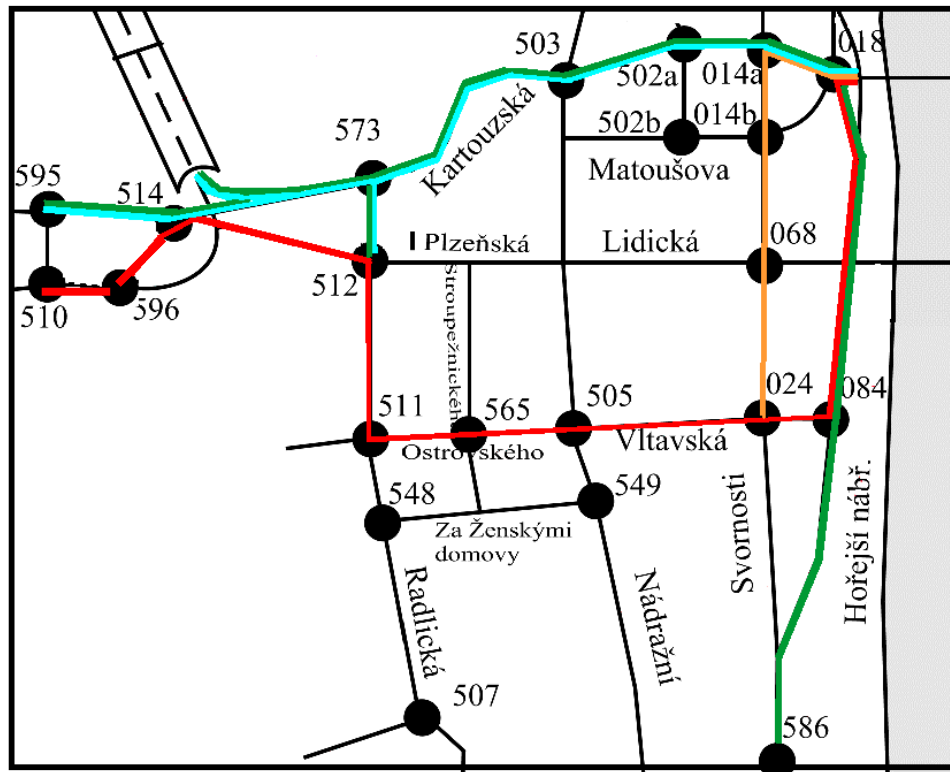 503
018
502a
014a
573
502b
014b
Kartouzská
Matoušova
595
514
I Plzeňská
Lidická
068
512
510
596
Stroupežnického
511
565
505
024
084
Ostrovského
Vltavská
548
549
Za Ženskými
domovy
Svornosti
Hořejší nábř.
Radlická
Nádražní
507
586